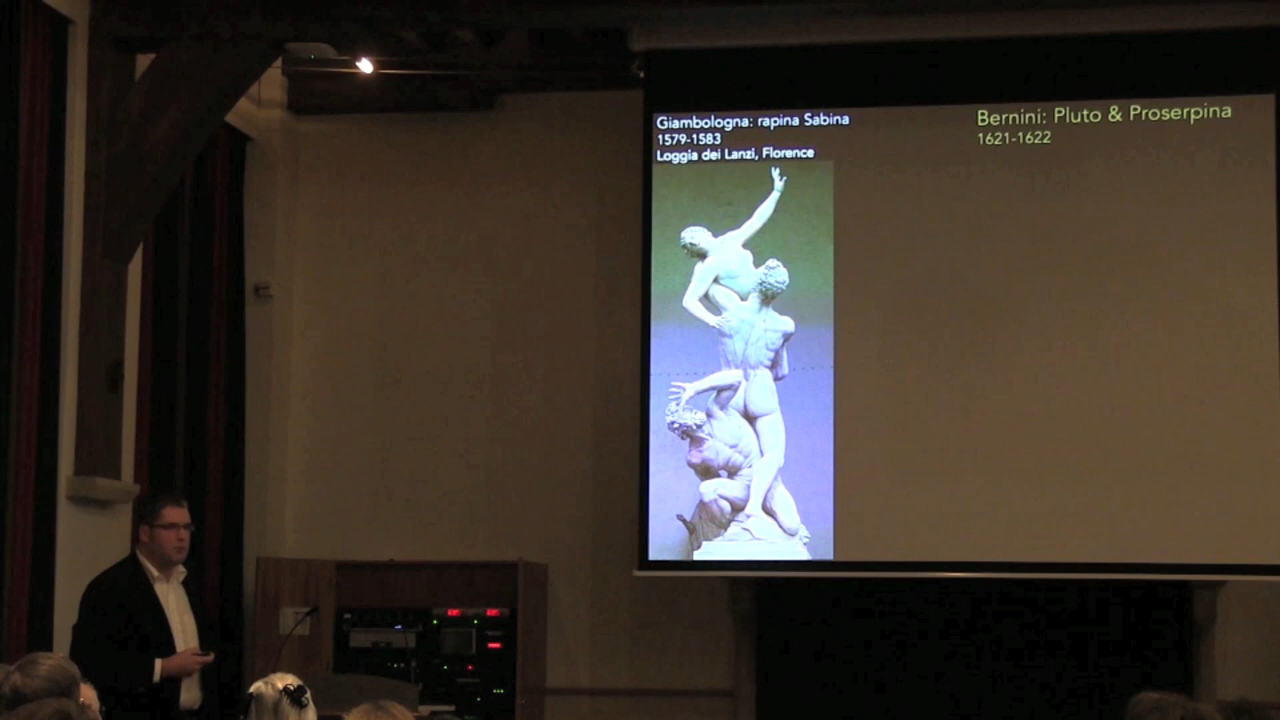 Giambologna: rapina Sabina
1579-1583
Loggia dei Lanzi, Florence
Bernini: Pluto & Proserpina
1621-1622